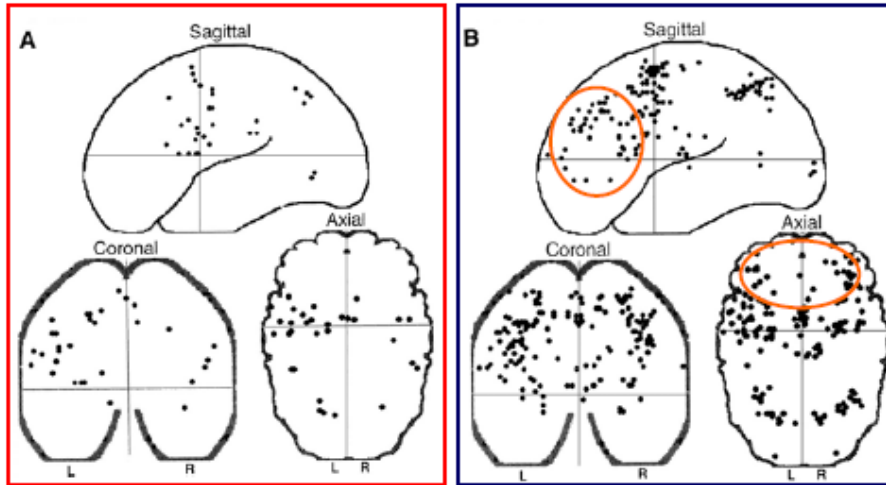 A
Sagittal
Coronal
Axial
L
R
L R
B
Sagittal
Coronal
Axial
L
R
L R